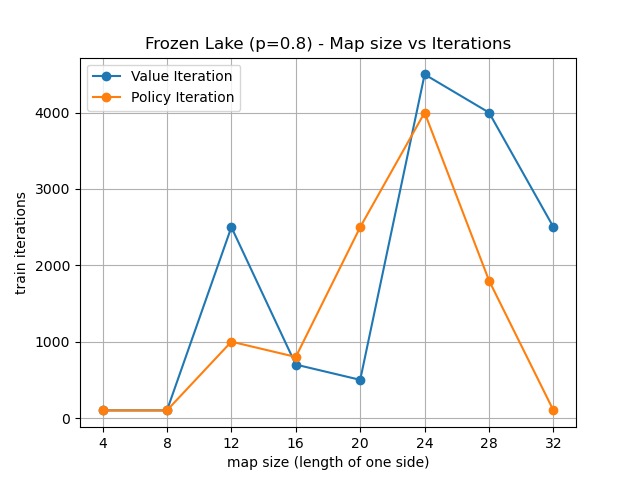 Frozen Lake (p=0.8) - Map size vs Iterations
Value Iteration
Policy Iteration
4000
3000
2000
1000
0
train iterations
4 8 12 16 20 24 28 32
map size (length of one side)